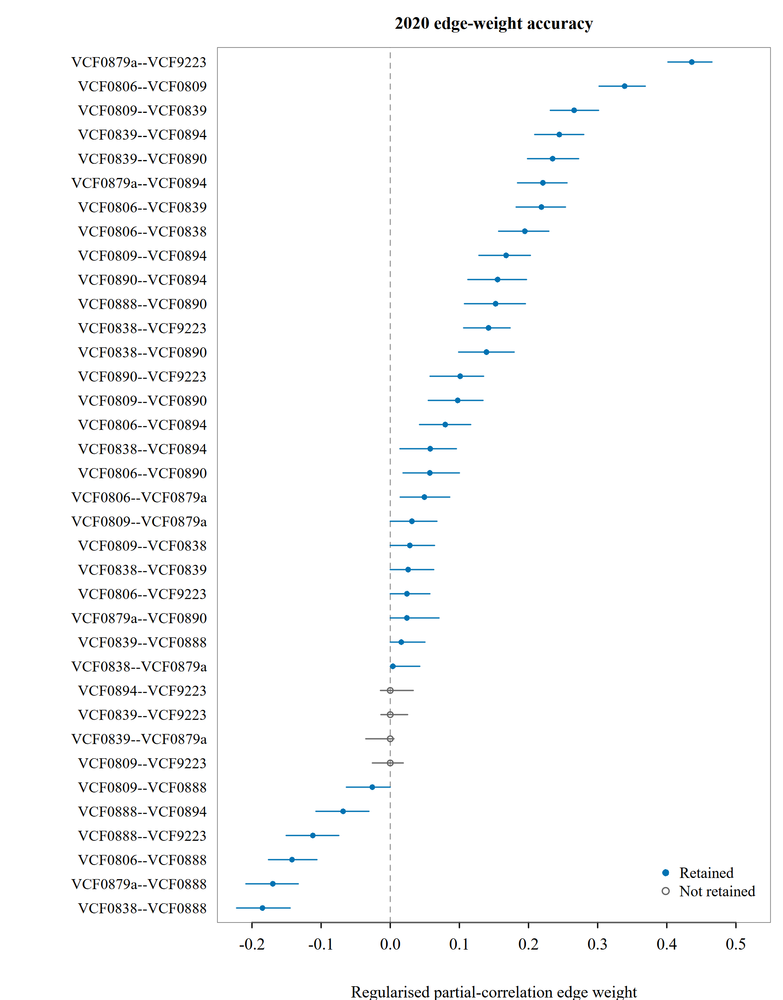 2020 edge-weight accuracy
VCF0879a--VCF9223
VCF0806--VCF0809
VCF0809--VCF0839
VCF0839--VCF0894
VCF0839--VCF0890
VCF0879a--VCF0894
VCF0806--VCF0839
VCF0806--VCF0838
VCF0809--VCF0894
VCF0890--VCF0894
VCF0888--VCF0890
VCF0838--VCF9223
VCF0838--VCF0890
VCF0890--VCF9223
VCF0809--VCF0890
VCF0806--VCF0894
VCF0838--VCF0894
VCF0806--VCF0890
VCF0806--VCF0879a
VCF0809--VCF0879a
VCF0809--VCF0838
VCF0838--VCF0839
VCF0806--VCF9223
VCF0879a--VCF0890
VCF0839--VCF0888
VCF0838--VCF0879a
VCF0894--VCF9223
VCF0839--VCF9223
VCF0839--VCF0879a
VCF0809--VCF9223
VCF0809--VCF0888
VCF0888--VCF0894
VCF0888--VCF9223
VCF0806--VCF0888
VCF0879a--VCF0888
VCF0838--VCF0888
Retained
Not retained
-0.2 -0.1 0.0 0.1 0.2 0.3 0.4 0.5
Regularised partial-correlation edge weight